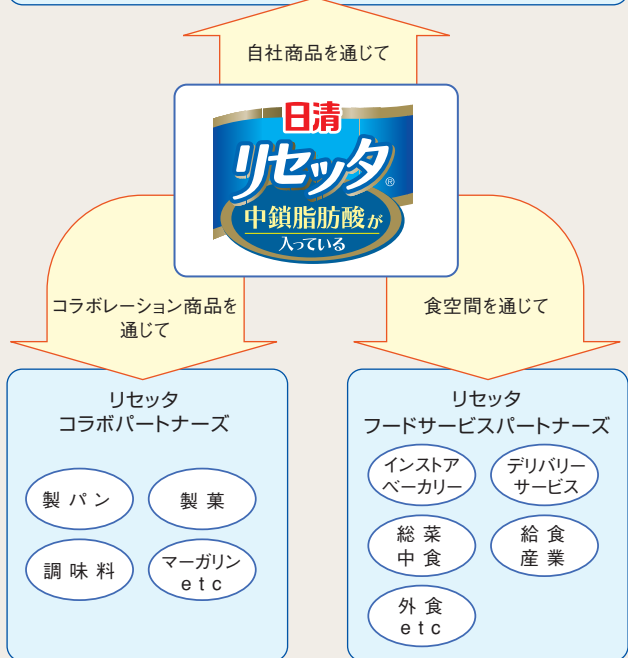 自社商品を通じて
日清
リセッタ®
中鎖脂肪酸が
入っている
コラボレーション商品を
通じて
食空間を通じて
リセッタ
コラボパートナーズ
製パン
製菓
調味料
マーガリン
etc
リセッタ
フードサービスパートナーズ
インストア
ベーカリー
デリバリー
サービス
総菜
中食
給食
産業
外食
etc